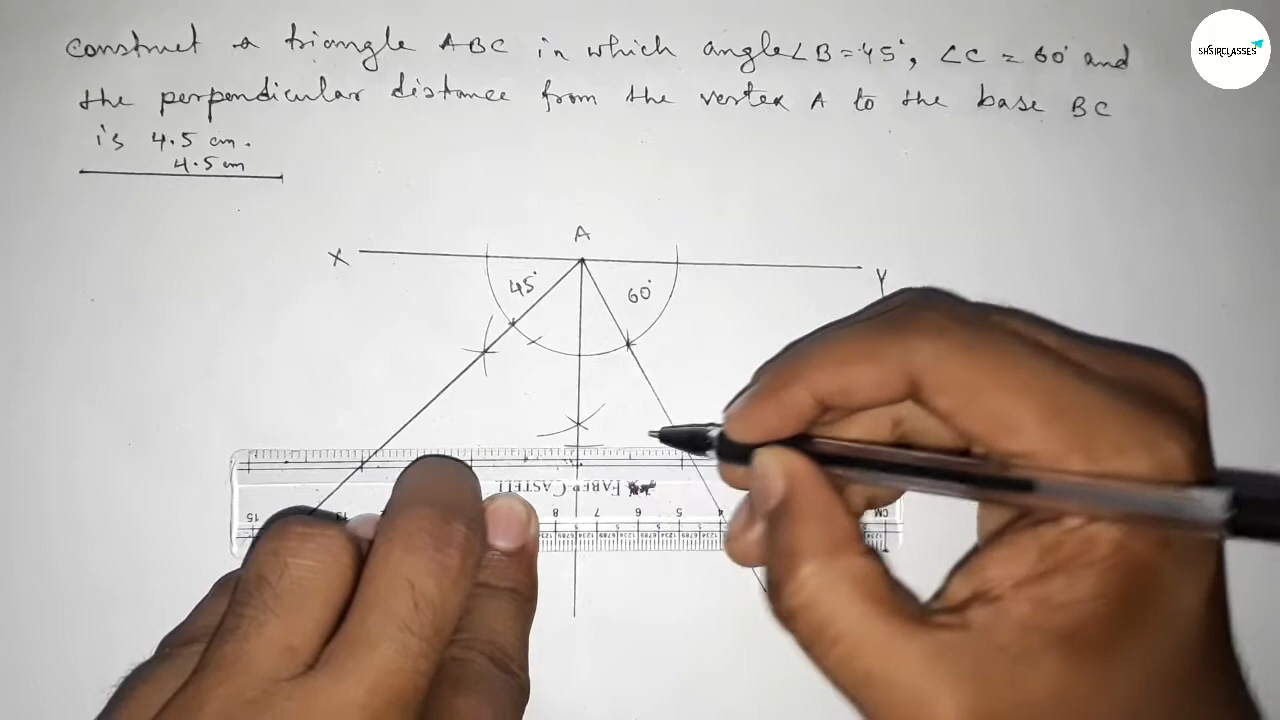 construct a triangle ABC in which angle∠B=45°, ∠C = 60° and
the perpendicular distance from the vertex A to the base BC
is 4.5 cm.
4.5 cm
SHSIRCLASSES
A
X
Y
45°
60°
FABER-CASTELL
15 13 8 7 6 5 4 CM